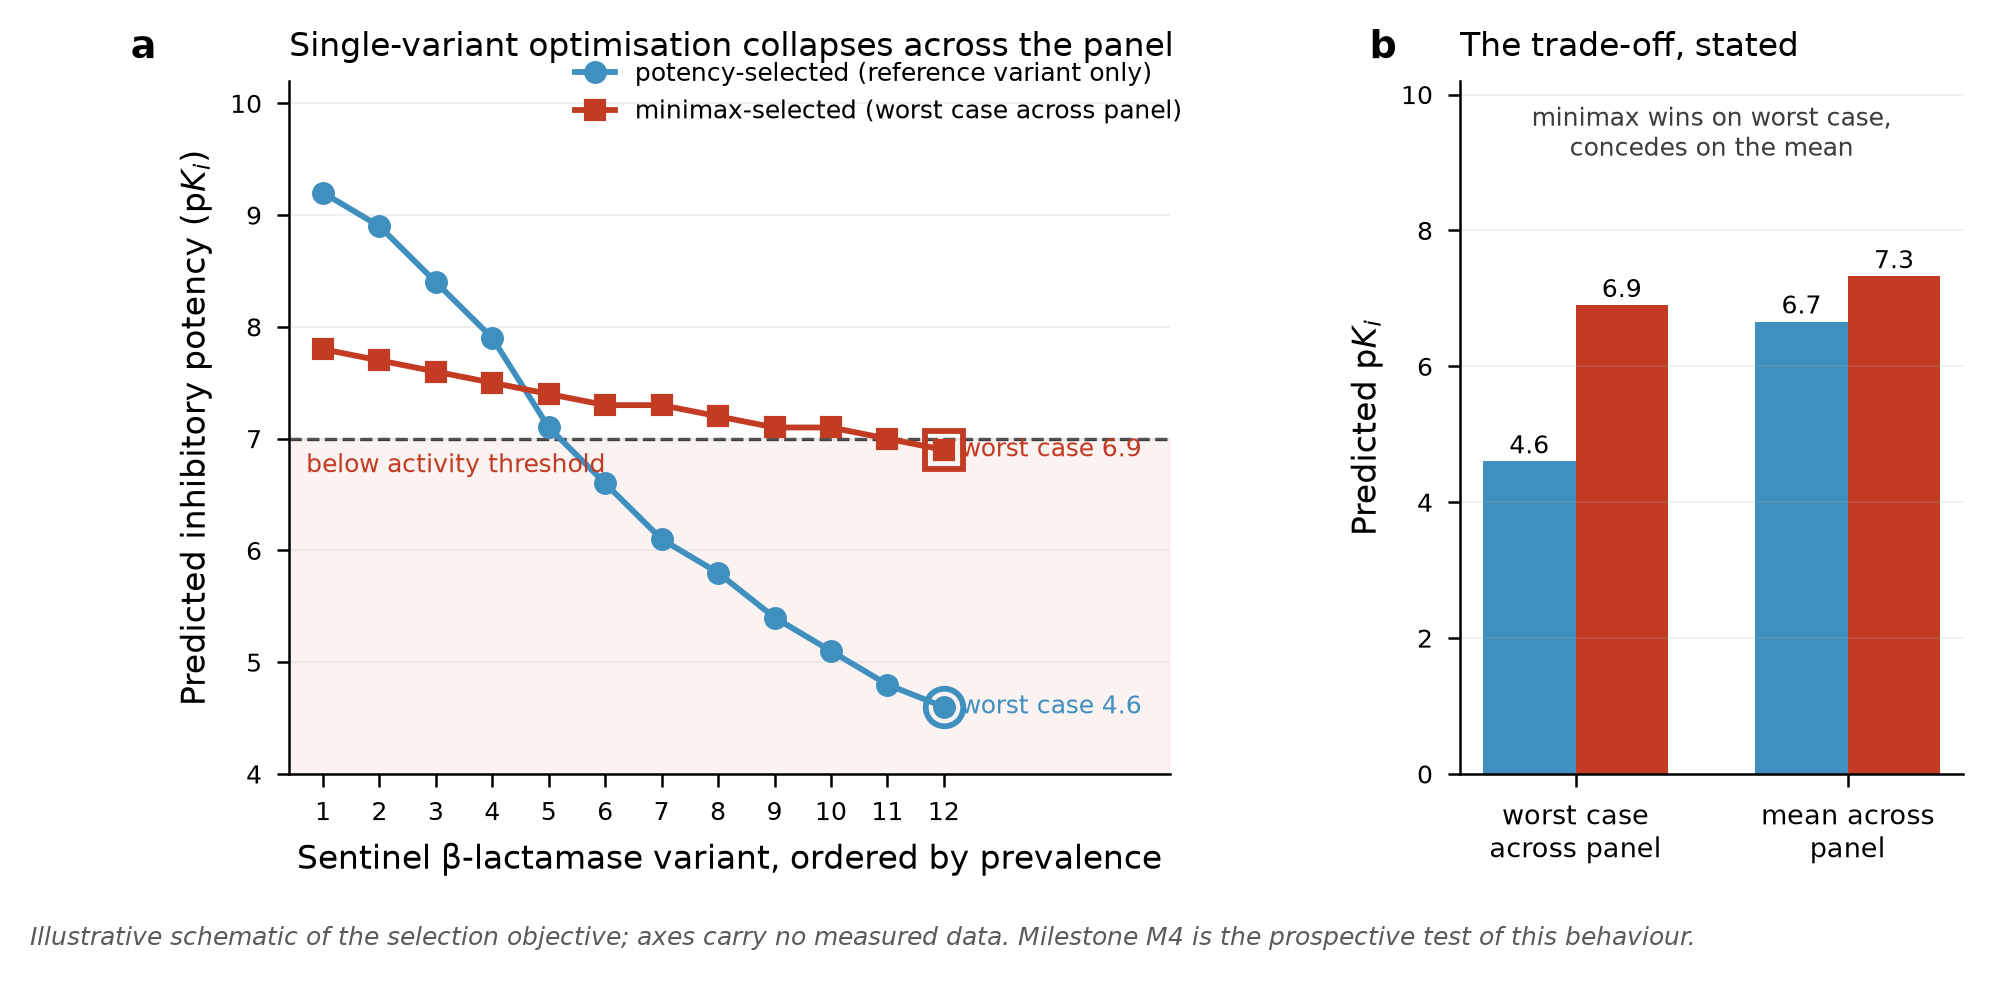 a
Single-variant optimisation collapses across the panel
potency-selected (reference variant only)
minimax-selected (worst case across panel)
Predicted inhibitory potency (pKi)
10
9
8
7
6
5
4
below activity threshold
worst case 6.9
worst case 4.6
1 2 3 4 5 6 7 8 9 10 11 12
Sentinel β-lactamase variant, ordered by prevalence
b
The trade-off, stated
minimax wins on worst case,
concedes on the mean
Predicted pKi
10
8
6
4
2
0
4.6
6.9
6.7
7.3
worst case
across panel
mean across
panel
Illustrative schematic of the selection objective; axes carry no measured data. Milestone M4 is the prospective test of this behaviour.